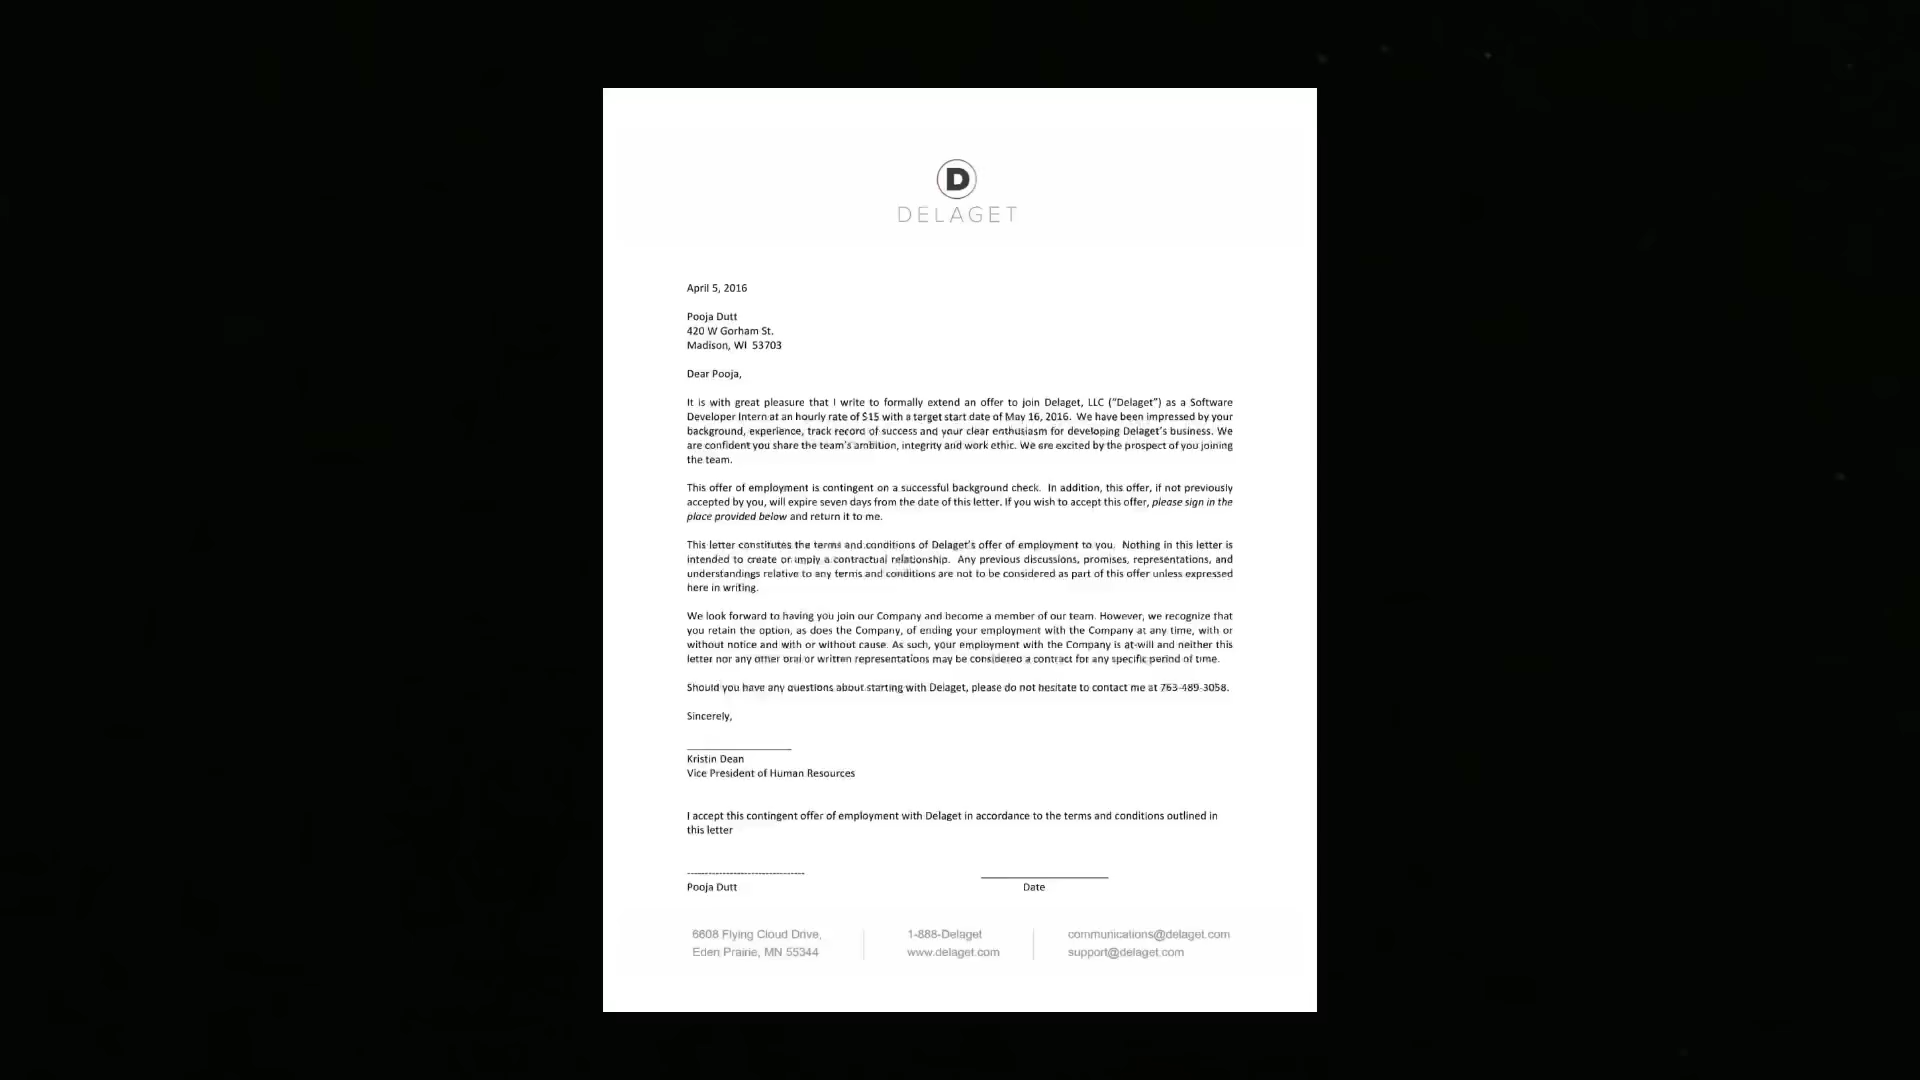 D
DELAGET
April 5, 2016
Pooja Dutt
420 W Gorham St.
Madison, WI  53703
Dear Pooja,
It is with great pleasure that I write to formally extend an offer to join Delaget, LLC (“Delaget”) as a Software
Developer Intern at an hourly rate of $15 with a target start date of May 16, 2016.  We have been impressed by your
background, experience, track record of success and your clear enthusiasm for developing Delaget’s business. We
are confident you share the team’s ambition, integrity and work ethic. We are excited by the prospect of you joining
the team.
This offer of employment is contingent on a successful background check.  In addition, this offer, if not previously
accepted by you, will expire seven days from the date of this letter. If you wish to accept this offer, please sign in the
place provided below and return it to me.
This letter constitutes the terms and conditions of Delaget’s offer of employment to you.  Nothing in this letter is
intended to create or imply a contractual relationship.  Any previous discussions, promises, representations, and
understandings relative to any terms and conditions are not to be considered as part of this offer unless expressed
here in writing.
We look forward to having you join our Company and become a member of our team. However, we recognize that
you retain the option, as does the Company, of ending your employment with the Company at any time, with or
without notice and with or without cause. As such, your employment with the Company is at-will and neither this
letter nor any other oral or written representations may be considered a contract for any specific period of time.
Should you have any questions about starting with Delaget, please do not hesitate to contact me at 763-489-3058.
Sincerely,
Kristin Dean
Vice President of Human Resources
I accept this contingent offer of employment with Delaget in accordance to the terms and conditions outlined in
this letter
Pooja Dutt Date
6608 Flying Cloud Drive, 1-888-Delaget communications@delaget.com
Eden Prairie, MN 55344 www.delaget.com support@delaget.com